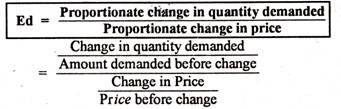 Ed = Proportionate change in quantity demanded
Proportionate change in price
= Change in quantity demanded
Amount demanded before change
Change in Price
Price before change